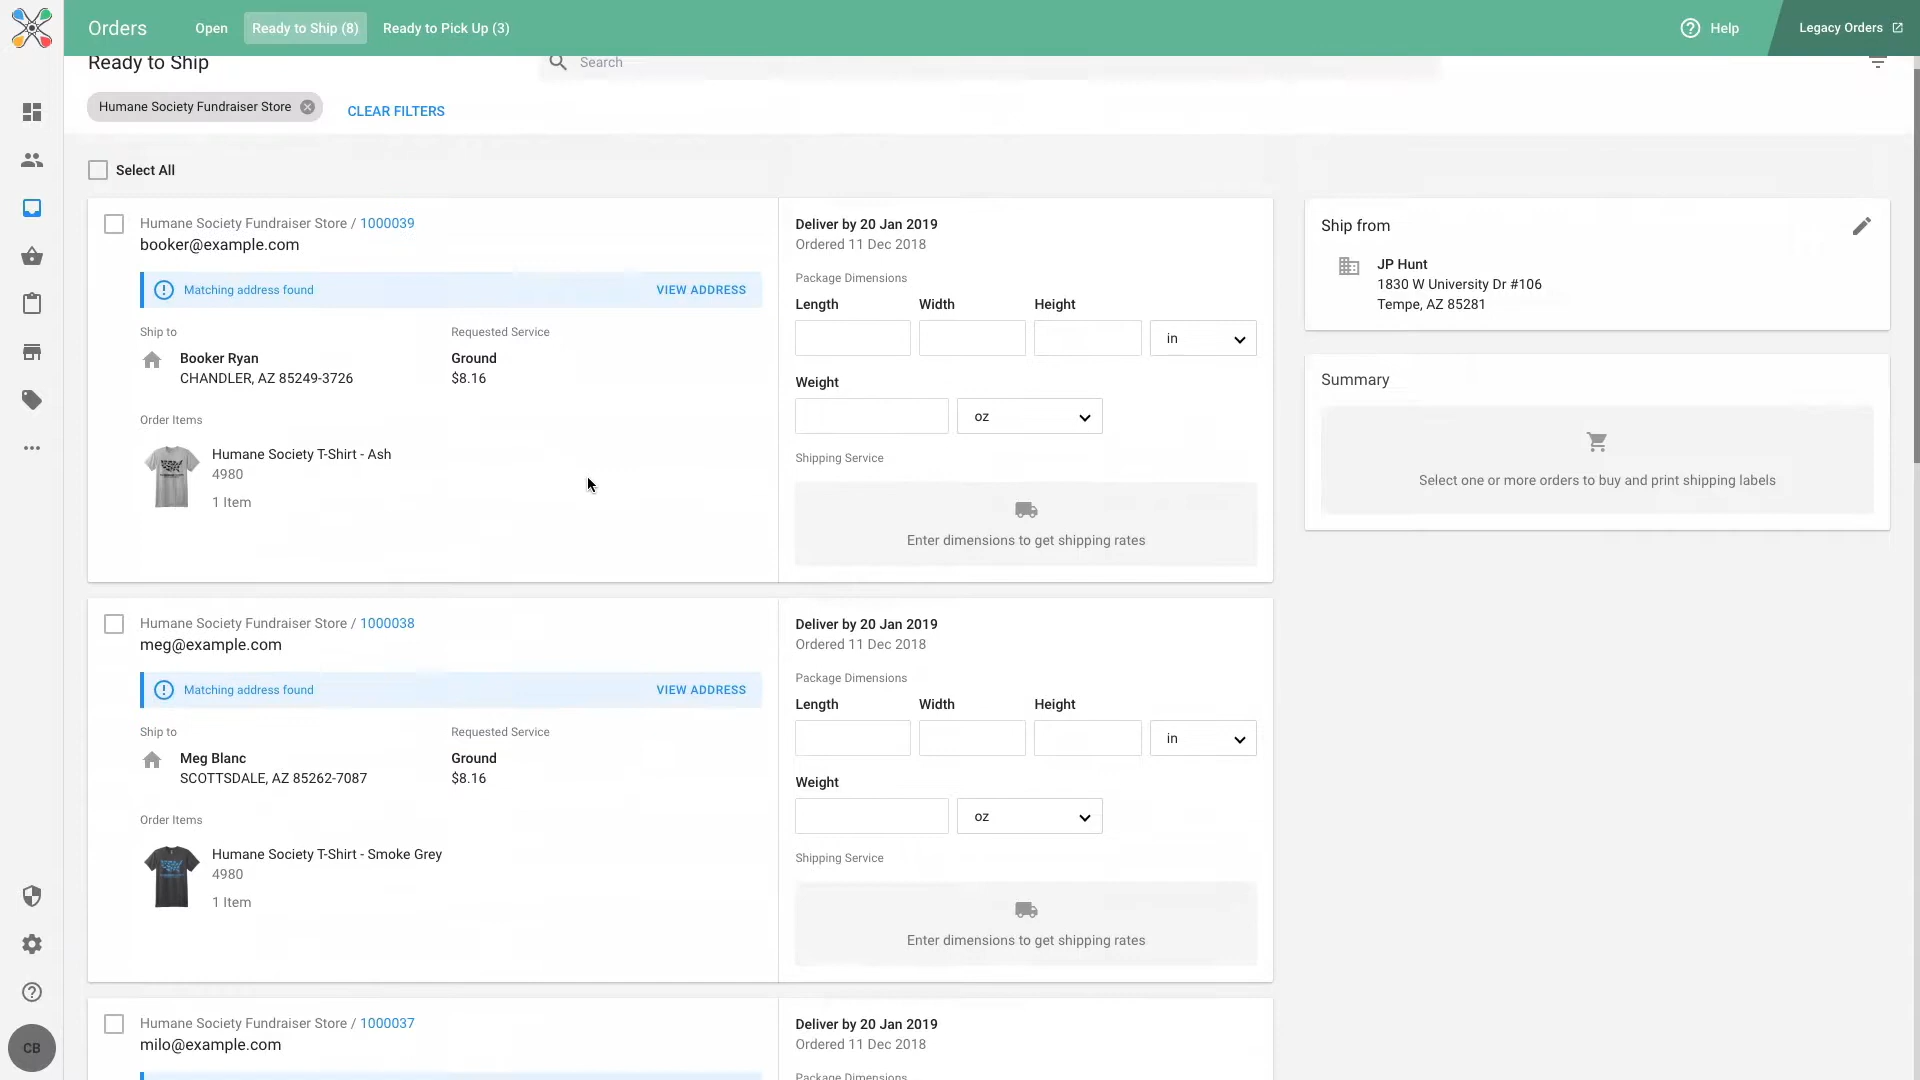 Orders
Open
Ready to Ship (8)
Ready to Pick Up (3)
Help
Legacy Orders
Ready to Ship
Search
Humane Society Fundraiser Store
CLEAR FILTERS
Select All
Humane Society Fundraiser Store / 1000039
booker@example.com
Matching address found
VIEW ADDRESS
Ship to
Requested Service
Booker Ryan
Ground
CHANDLER, AZ 85249-3726
$8.16
Order Items
Humane Society T-Shirt - Ash
4980
1 Item
Deliver by 20 Jan 2019
Ordered 11 Dec 2018
Package Dimensions
Length
Width
Height
in
Weight
oz
Shipping Service
Enter dimensions to get shipping rates
Ship from
JP Hunt
1830 W University Dr #106
Tempe, AZ 85281
Summary
Select one or more orders to buy and print shipping labels
Humane Society Fundraiser Store / 1000038
meg@example.com
Matching address found
VIEW ADDRESS
Ship to
Requested Service
Meg Blanc
Ground
SCOTTSDALE, AZ 85262-7087
$8.16
Order Items
Humane Society T-Shirt - Smoke Grey
4980
1 Item
Deliver by 20 Jan 2019
Ordered 11 Dec 2018
Package Dimensions
Length
Width
Height
in
Weight
oz
Shipping Service
Enter dimensions to get shipping rates
Humane Society Fundraiser Store / 1000037
milo@example.com
Deliver by 20 Jan 2019
Ordered 11 Dec 2018
Package Dimensions
CB